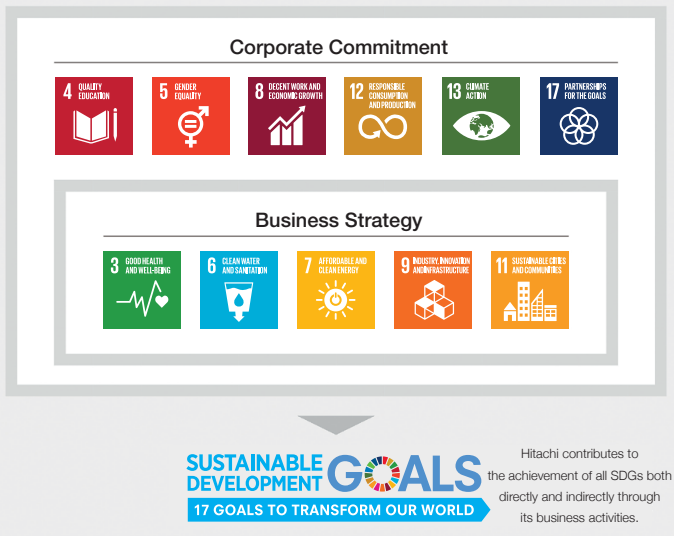 Corporate Commitment
4 QUALITY
EDUCATION
5 GENDER
EQUALITY
8 DECENT WORK AND
ECONOMIC GROWTH
12 RESPONSIBLE
CONSUMPTION
AND PRODUCTION
13 CLIMATE
ACTION
17 PARTNERSHIPS
FOR THE GOALS
Business Strategy
3 GOOD HEALTH
AND WELL-BEING
6 CLEAN WATER
AND SANITATION
7 AFFORDABLE AND
CLEAN ENERGY
9 INDUSTRY, INNOVATION
AND INFRASTRUCTURE
11 SUSTAINABLE CITIES
AND COMMUNITIES
SUSTAINABLE
DEVELOPMENT
GOALS
17 GOALS TO TRANSFORM OUR WORLD
Hitachi contributes to
the achievement of all SDGs both
directly and indirectly through
its business activities.